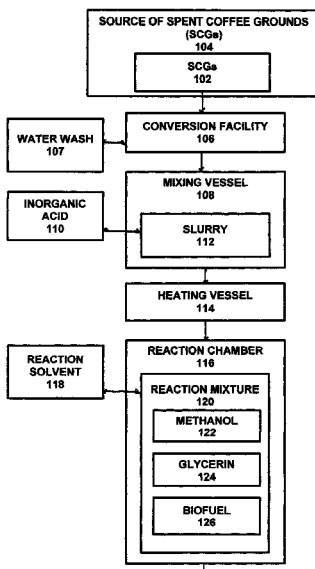 SOURCE OF SPENT COFFEE GROUNDS
(SCGs)
104
SCGs
102
WATER WASH
107
CONVERSION FACILITY
106
MIXING VESSEL
108
INORGANIC
ACID
110
SLURRY
112
HEATING VESSEL
114
REACTION
SOLVENT
118
REACTION CHAMBER
116
REACTION MIXTURE
120
METHANOL
122
GLYCERIN
124
BIOFUEL
126